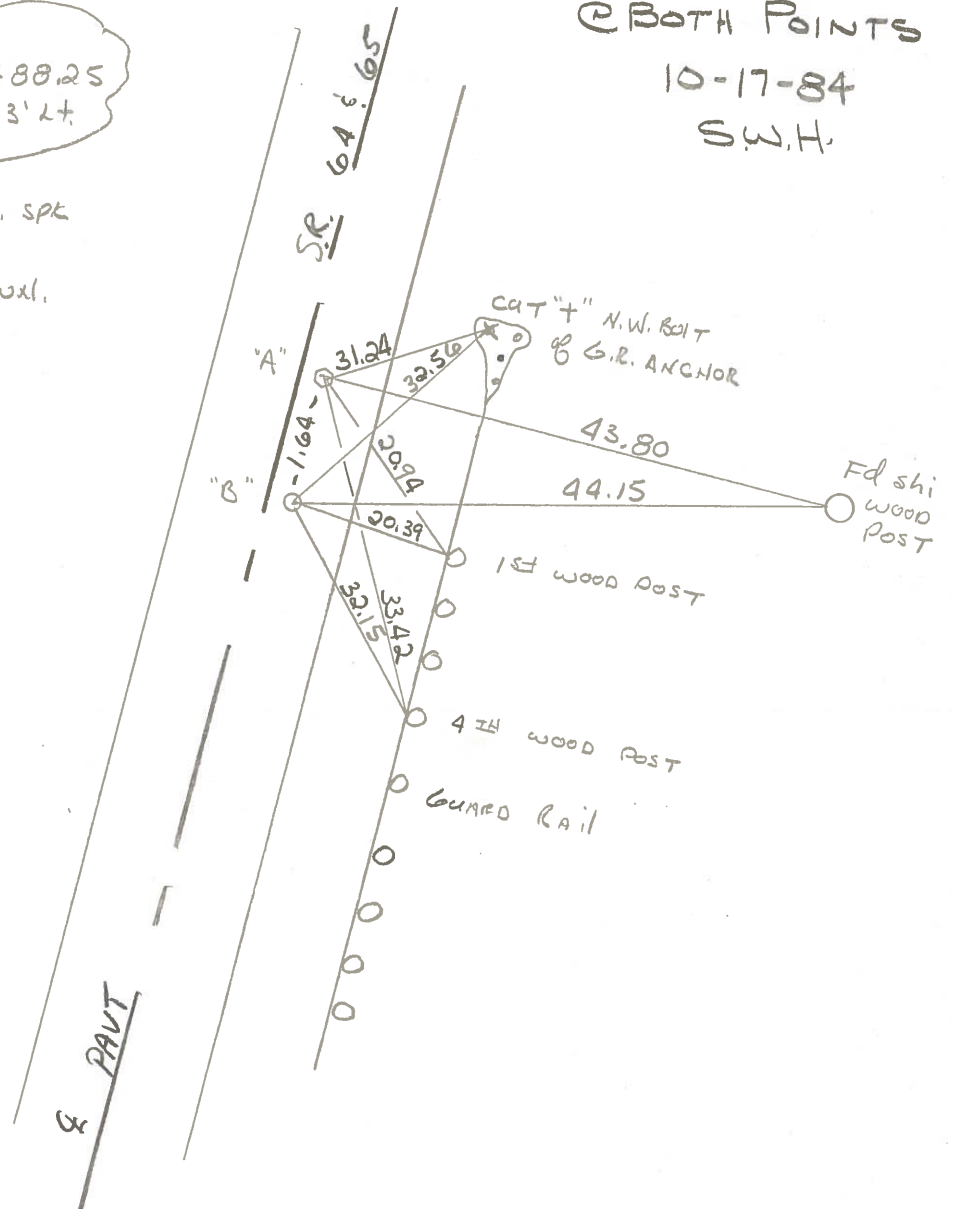 @ BOTH POINTS
10-17-84
S.W.H.
88.25
3' Lt.
S.R. 64 & 65
. spk
CUT "+" N.W. BOLT
of G.R. ANCHOR
"A"
31.24
32.56
-1.64-
43.80
20.94
"B"
44.15
Fd shi
WOOD
POST
20.39
1st WOOD POST
32.15
33.42
4TH WOOD POST
GUARD RAil
PAVT